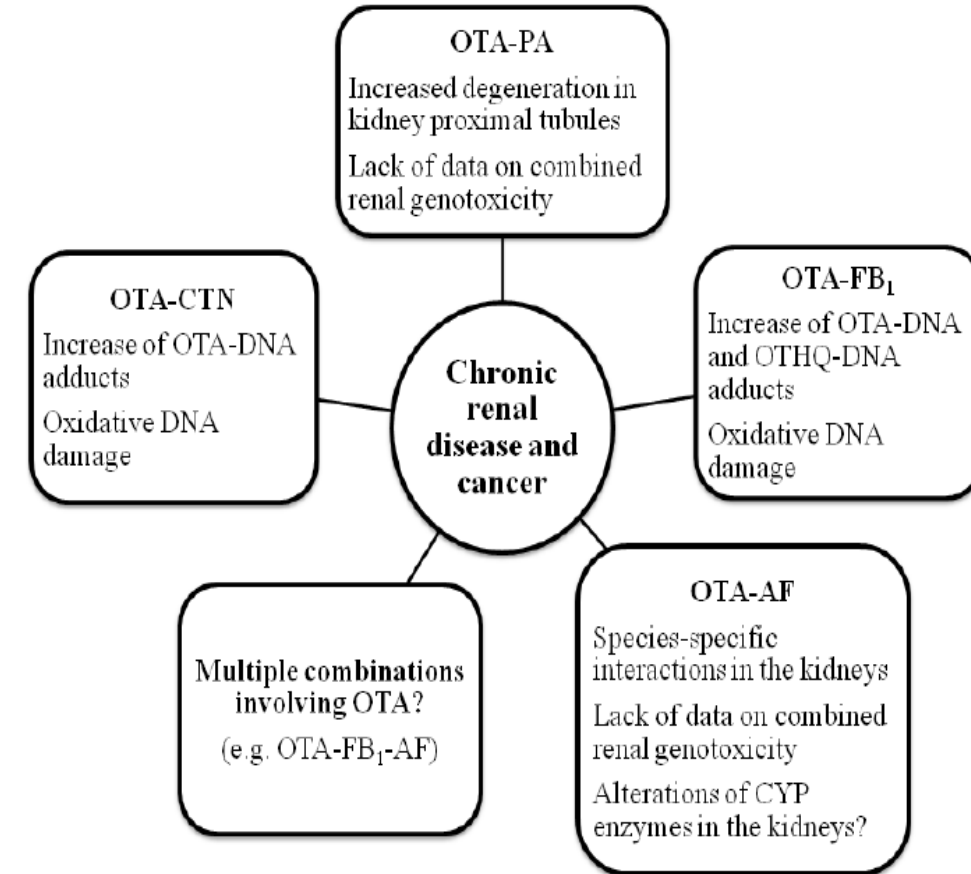 OTA-PA
Increased degeneration in
kidney proximal tubules
Lack of data on combined
renal genotoxicity
OTA-CTN
Increase of OTA-DNA
adducts
Oxidative DNA
damage
Chronic
renal
disease and
cancer
OTA-FB₁
Increase of OTA-DNA
and OTHQ-DNA
adducts
Oxidative DNA
damage
Multiple combinations
involving OTA?
(e.g. OTA-FB₁-AF)
OTA-AF
Species-specific
interactions in the kidneys
Lack of data on combined
renal genotoxicity
Alterations of CYP
enzymes in the kidneys?